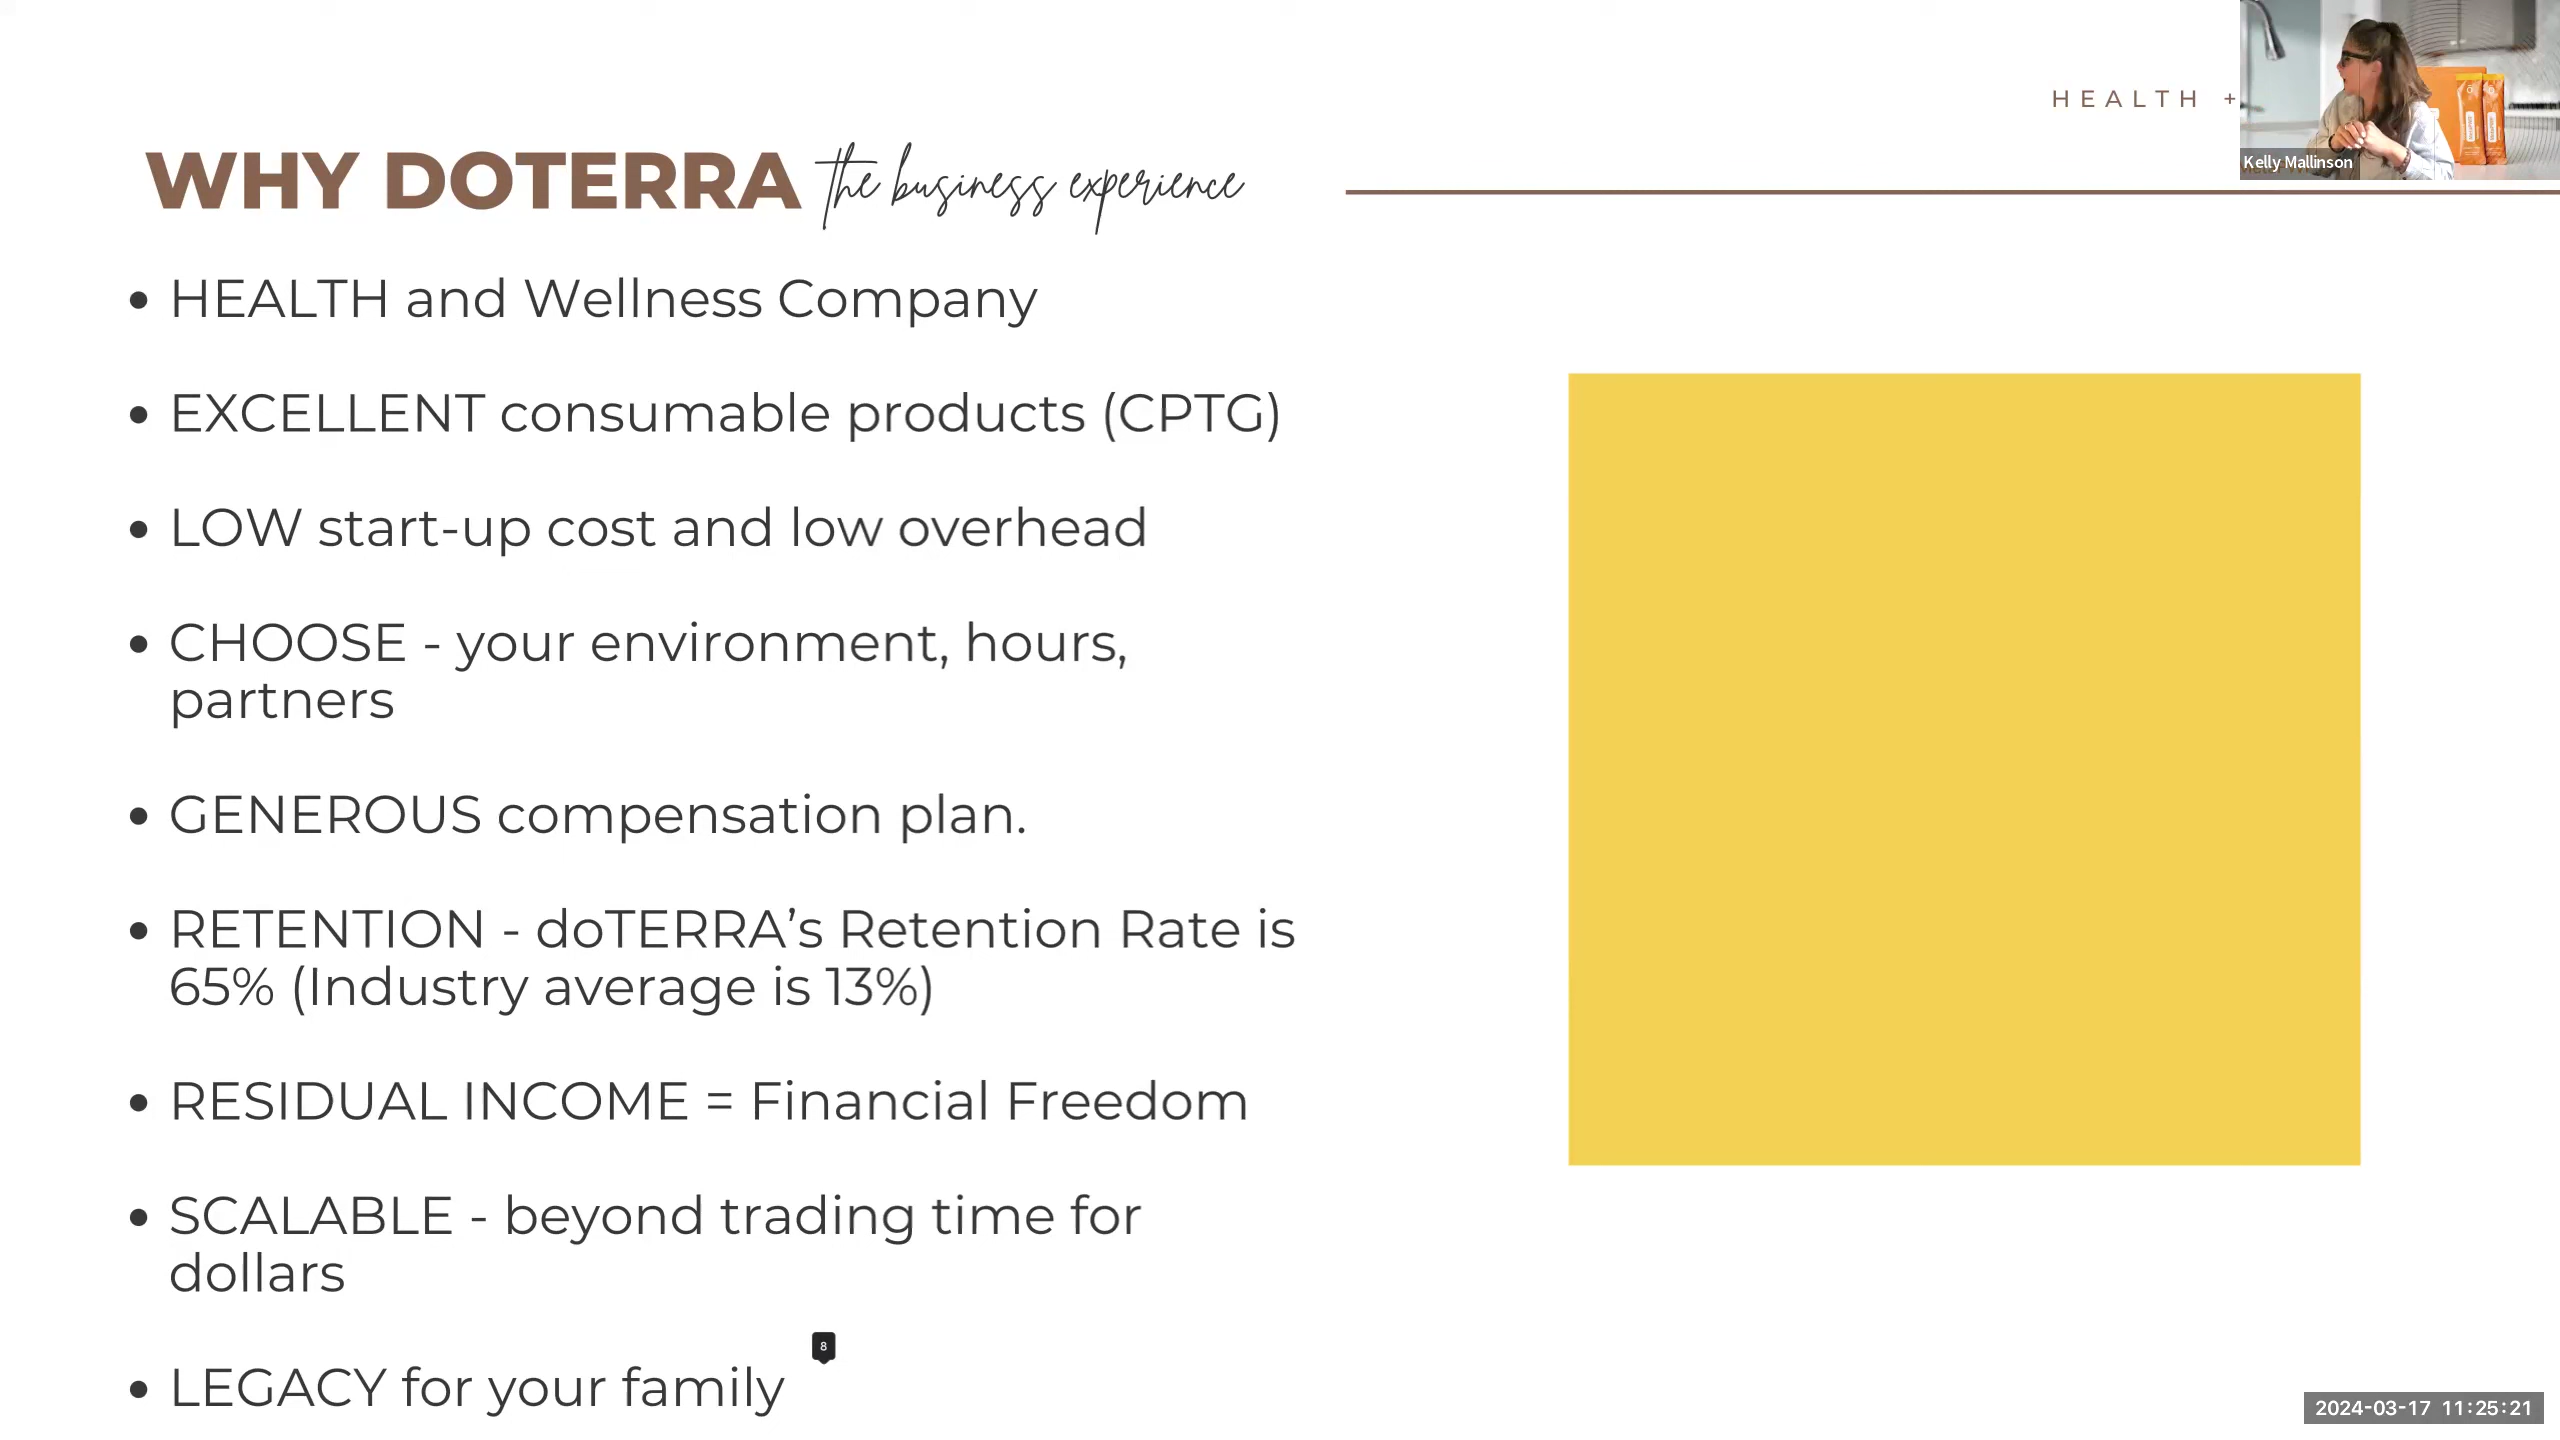 HEALTH +
Kelly Mallinson
WHY DOTERRA the business experience
• HEALTH and Wellness Company
• EXCELLENT consumable products (CPTG)
• LOW start-up cost and low overhead
• CHOOSE - your environment, hours,
partners
• GENEROUS compensation plan.
• RETENTION - doTERRA’s Retention Rate is
65% (Industry average is 13%)
• RESIDUAL INCOME = Financial Freedom
• SCALABLE - beyond trading time for
dollars
8
• LEGACY for your family
2024-03-17 11:25:21